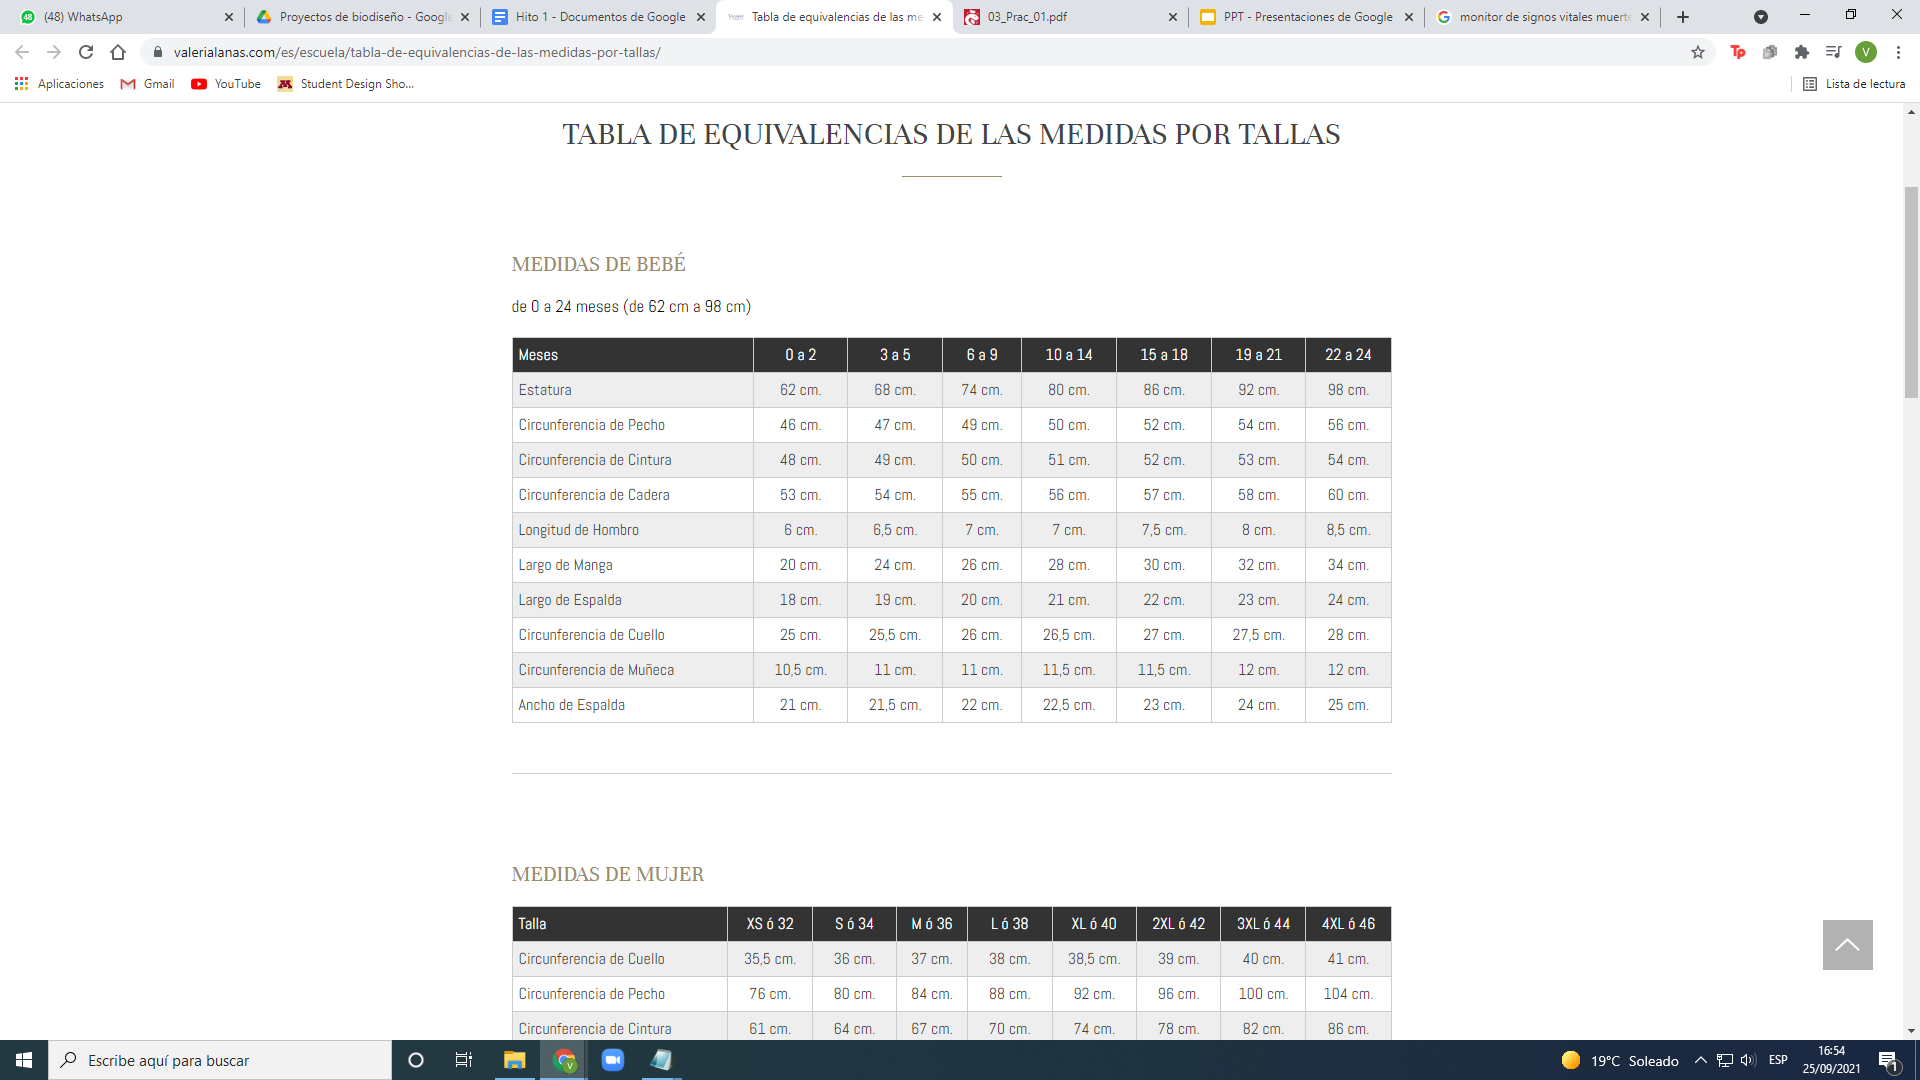 (48) WhatsApp
Proyectos de biodiseño - Google
Hito 1 - Documentos de Google
Tabla de equivalencias de las me
03_Prac_01.pdf
PPT - Presentaciones de Google
monitor de signos vitales muerte
valerialanas.com/es/escuela/tabla-de-equivalencias-de-las-medidas-por-tallas/
Aplicaciones Gmail YouTube Student Design Sho... Lista de lectura
TABLA DE EQUIVALENCIAS DE LAS MEDIDAS POR TALLAS
MEDIDAS DE BEBÉ
de 0 a 24 meses (de 62 cm a 98 cm)
Meses 0 a 2 3 a 5 6 a 9 10 a 14 15 a 18 19 a 21 22 a 24
Estatura 62 cm. 68 cm. 74 cm. 80 cm. 86 cm. 92 cm. 98 cm.
Circunferencia de Pecho 46 cm. 47 cm. 49 cm. 50 cm. 52 cm. 54 cm. 56 cm.
Circunferencia de Cintura 48 cm. 49 cm. 50 cm. 51 cm. 52 cm. 53 cm. 54 cm.
Circunferencia de Cadera 53 cm. 54 cm. 55 cm. 56 cm. 57 cm. 58 cm. 60 cm.
Longitud de Hombro 6 cm. 6,5 cm. 7 cm. 7 cm. 7,5 cm. 8 cm. 8,5 cm.
Largo de Manga 20 cm. 24 cm. 26 cm. 28 cm. 30 cm. 32 cm. 34 cm.
Largo de Espalda 18 cm. 19 cm. 20 cm. 21 cm. 22 cm. 23 cm. 24 cm.
Circunferencia de Cuello 25 cm. 25,5 cm. 26 cm. 26,5 cm. 27 cm. 27,5 cm. 28 cm.
Circunferencia de Muñeca 10,5 cm. 11 cm. 11 cm. 11,5 cm. 11,5 cm. 12 cm. 12 cm.
Ancho de Espalda 21 cm. 21,5 cm. 22 cm. 22,5 cm. 23 cm. 24 cm. 25 cm.
MEDIDAS DE MUJER
Talla XS ó 32 S ó 34 M ó 36 L ó 38 XL ó 40 2XL ó 42 3XL ó 44 4XL ó 46
Circunferencia de Cuello 35,5 cm. 36 cm. 37 cm. 38 cm. 38,5 cm. 39 cm. 40 cm. 41 cm.
Circunferencia de Pecho 76 cm. 80 cm. 84 cm. 88 cm. 92 cm. 96 cm. 100 cm. 104 cm.
Circunferencia de Cintura 61 cm. 64 cm. 67 cm. 70 cm. 74 cm. 78 cm. 82 cm. 86 cm.
Escribe aquí para buscar
19°C Soleado
ESP
16:54
25/09/2021
1